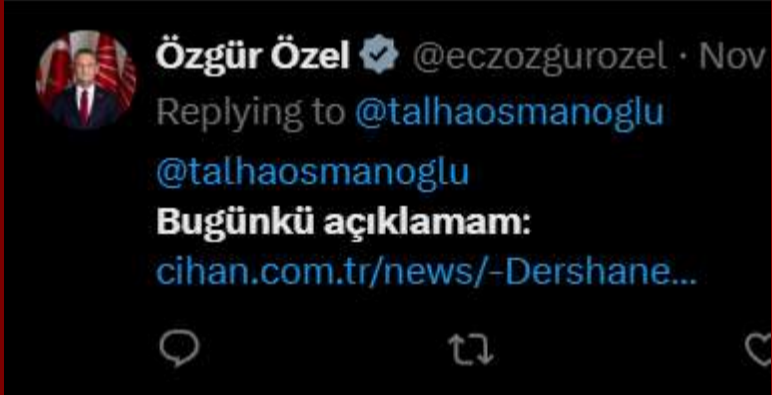 Özgür Özel @eczozgurozel · Nov
Replying to @talhaosmanoglu
@talhaosmanoglu
Bugünkü açıklamam:
cihan.com.tr/news/-Dershane...